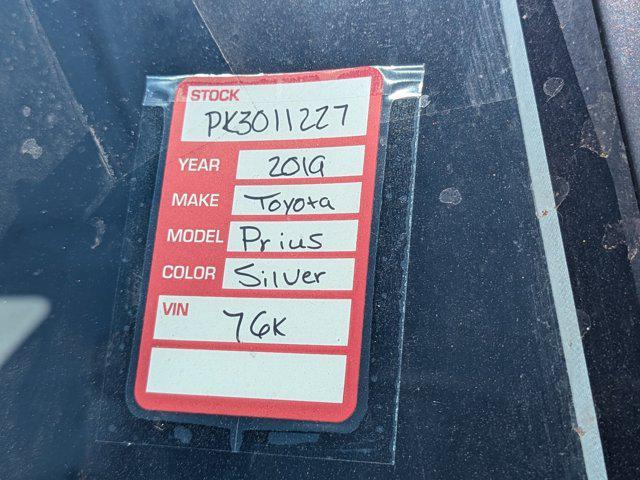 STOCK
PK3011227
YEAR 2019
MAKE Toyota
MODEL Prius
COLOR Silver
VIN 76K